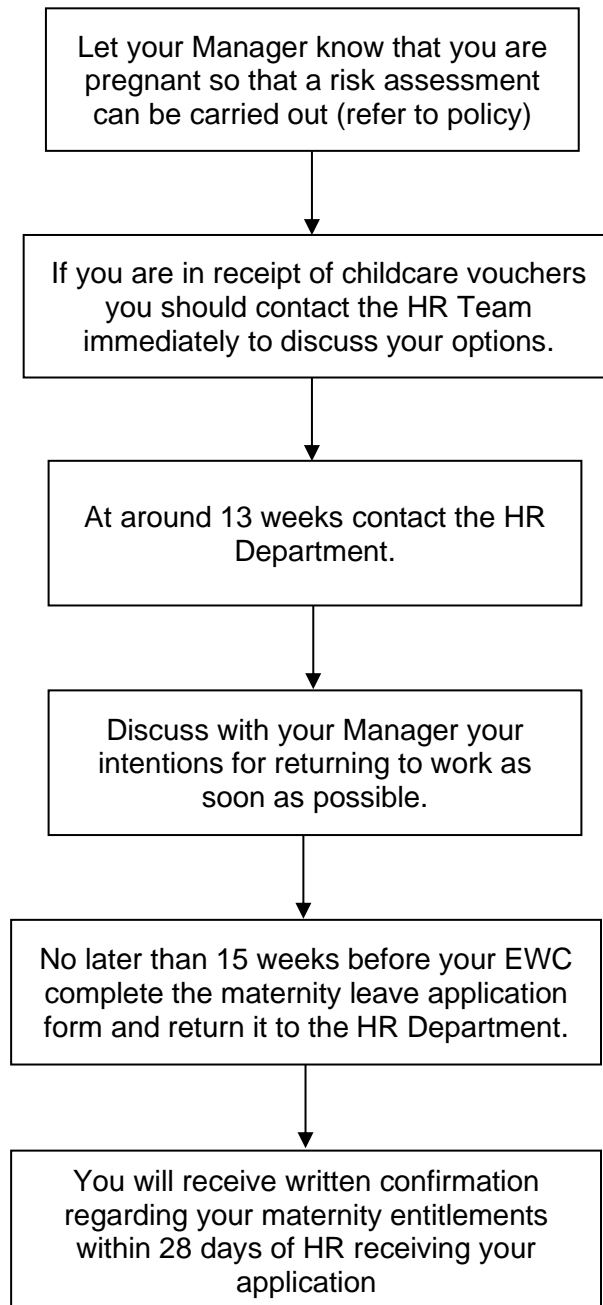 Let your Manager know that you are
pregnant so that a risk assessment
can be carried out (refer to policy)
If you are in receipt of childcare vouchers
you should contact the HR Team
immediately to discuss your options.
At around 13 weeks contact the HR
Department.
Discuss with your Manager your
intentions for returning to work as
soon as possible.
No later than 15 weeks before your EWC
complete the maternity leave application
form and return it to the HR Department.
You will receive written confirmation
regarding your maternity entitlements
within 28 days of HR receiving your
application